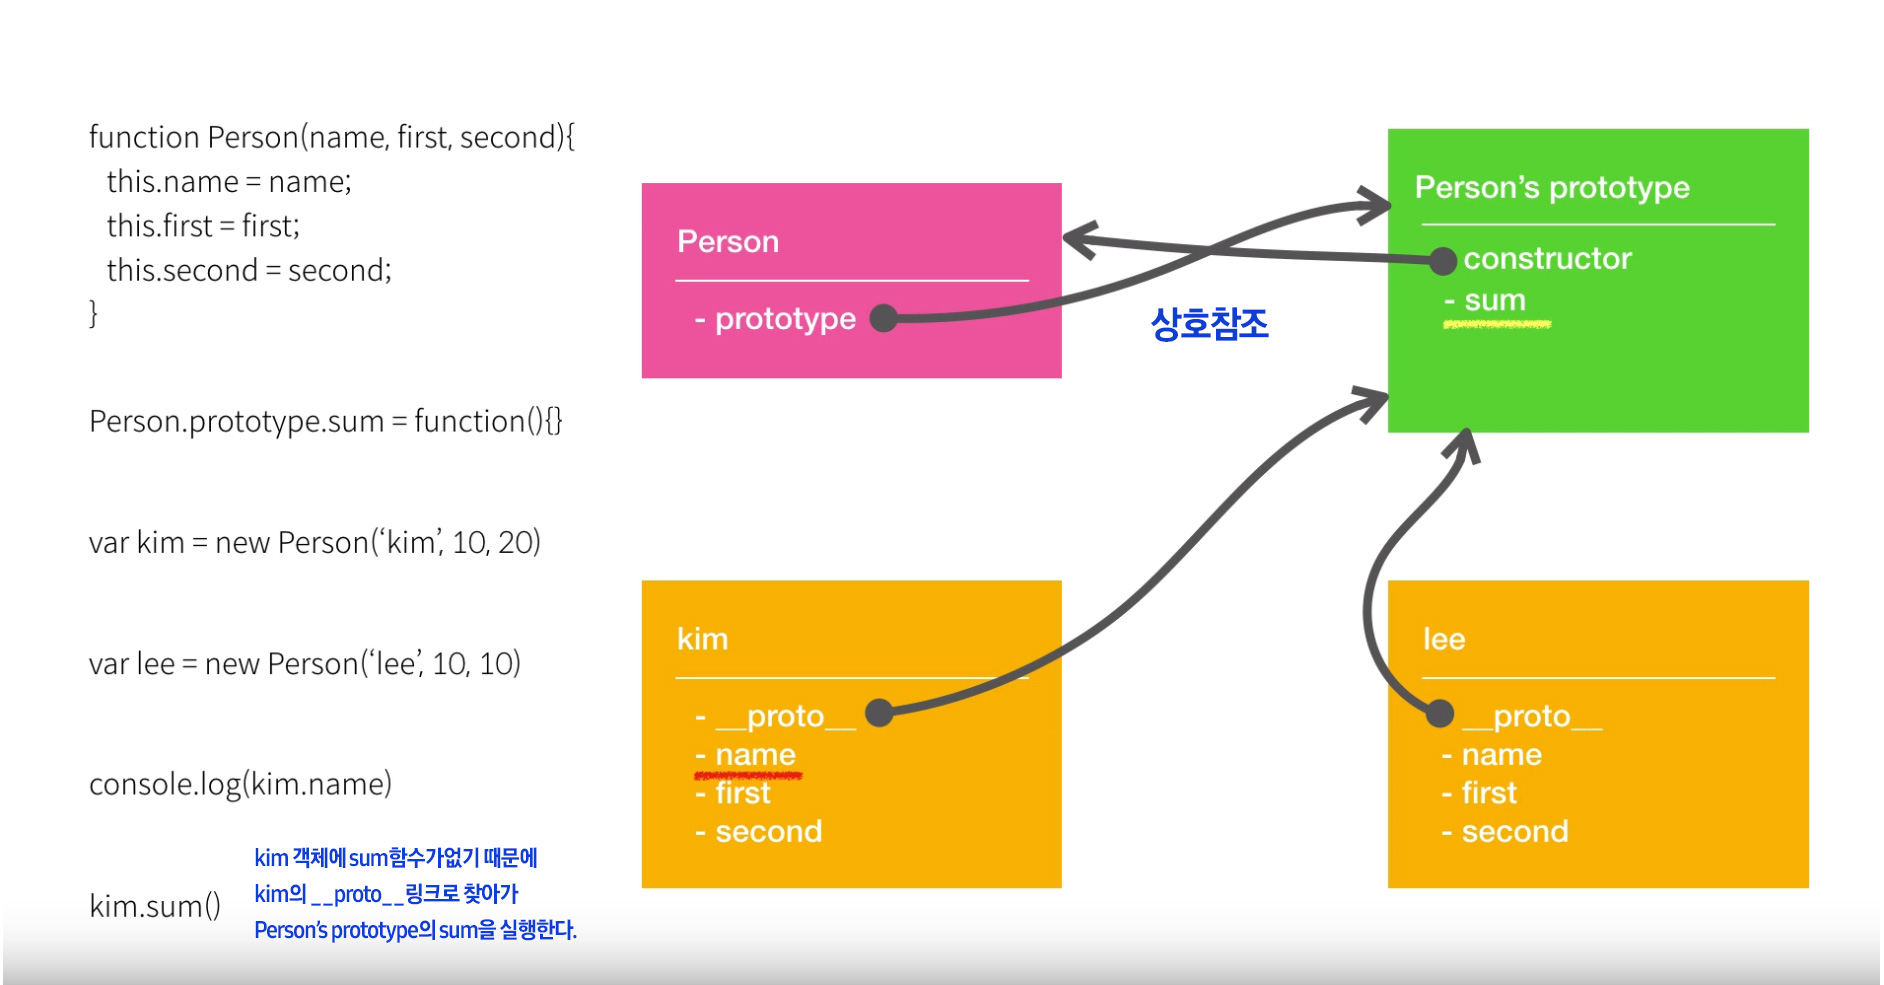 function Person(name, first, second){
this.name = name;
this.first = first;
this.second = second;
}
Person.prototype.sum = function(){}
var kim = new Person(‘kim’, 10, 20)
var lee = new Person(‘lee’, 10, 10)
console.log(kim.name)
kim.sum()
kim 객체에 sum함수가없기 때문에
kim의 __proto__링크로 찾아가
Person’s prototype의 sum을 실행한다.
Person
- prototype
상호참조
Person’s prototype
constructor
- sum
kim
- __proto__
- name
- first
- second
lee
__proto__
- name
- first
- second